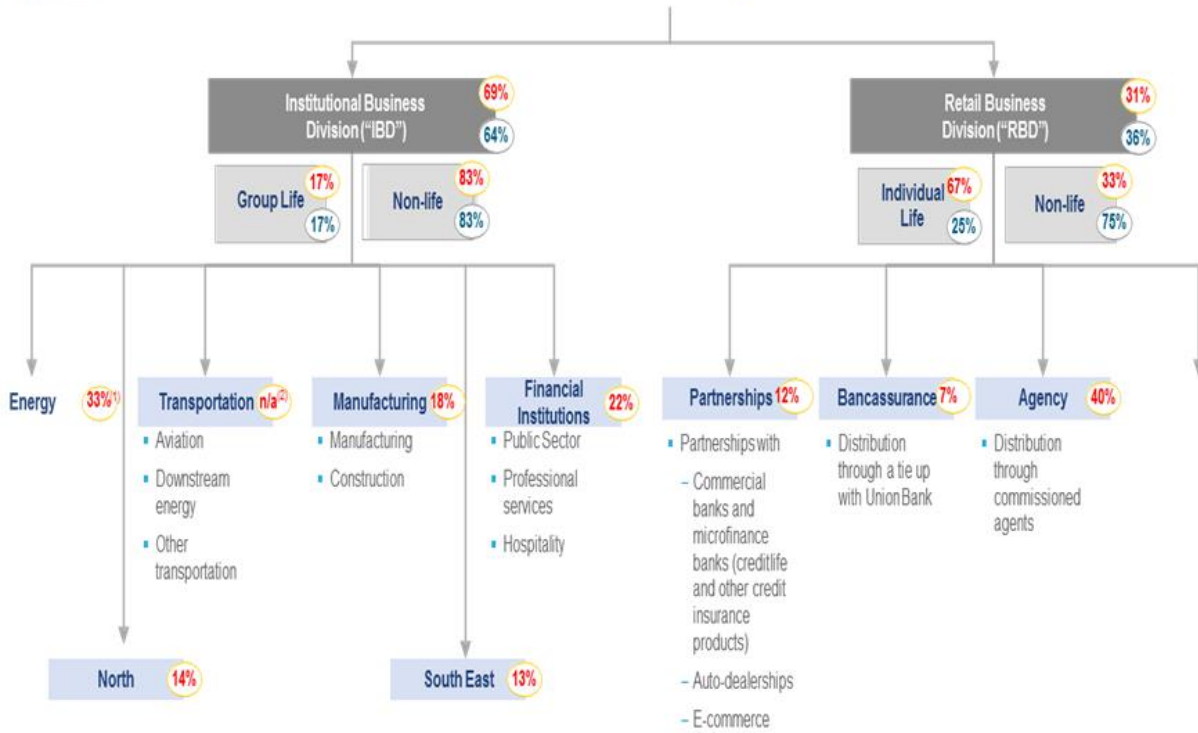 Institutional Business
Division ("IBD")
69%
64%
Retail Business
Division ("RBD")
31%
36%
Group Life
17%
17%
Non-life
83%
83%
Individual
Life
67%
25%
Non-life
33%
75%
Energy
33%(1)
Transportation
n/a(2)
Aviation
Downstream
energy
Other
transportation
Manufacturing
18%
Manufacturing
Construction
Financial
Institutions
22%
Public Sector
Professional
services
Hospitality
Partnerships
12%
Partnerships with
– Commercial
banks and
microfinance
banks (creditlife
and other credit
insurance
products)
– Auto-dealerships
– E-commerce
Bancassurance
7%
Distribution
through a tie up
with Union Bank
Agency
40%
Distribution
through
commissioned
agents
North
14%
South East
13%